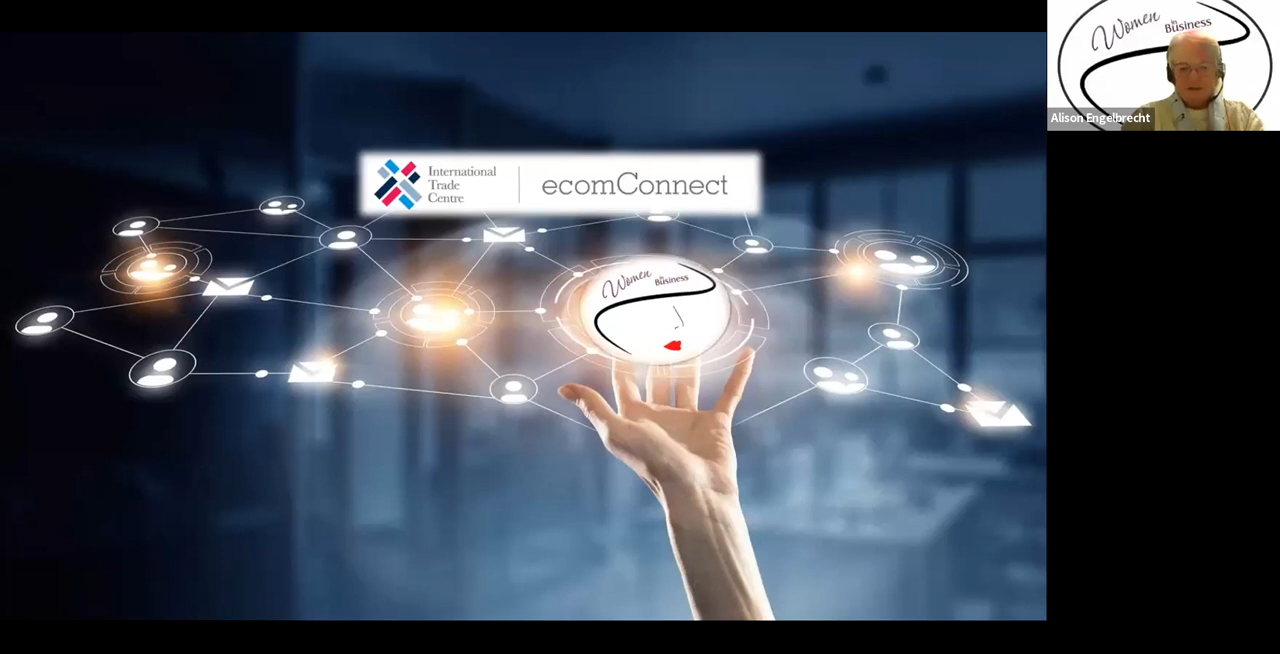 International
Trade
Centre
ecomConnect
Women in Business
Women in Business
Alison Engelbrecht